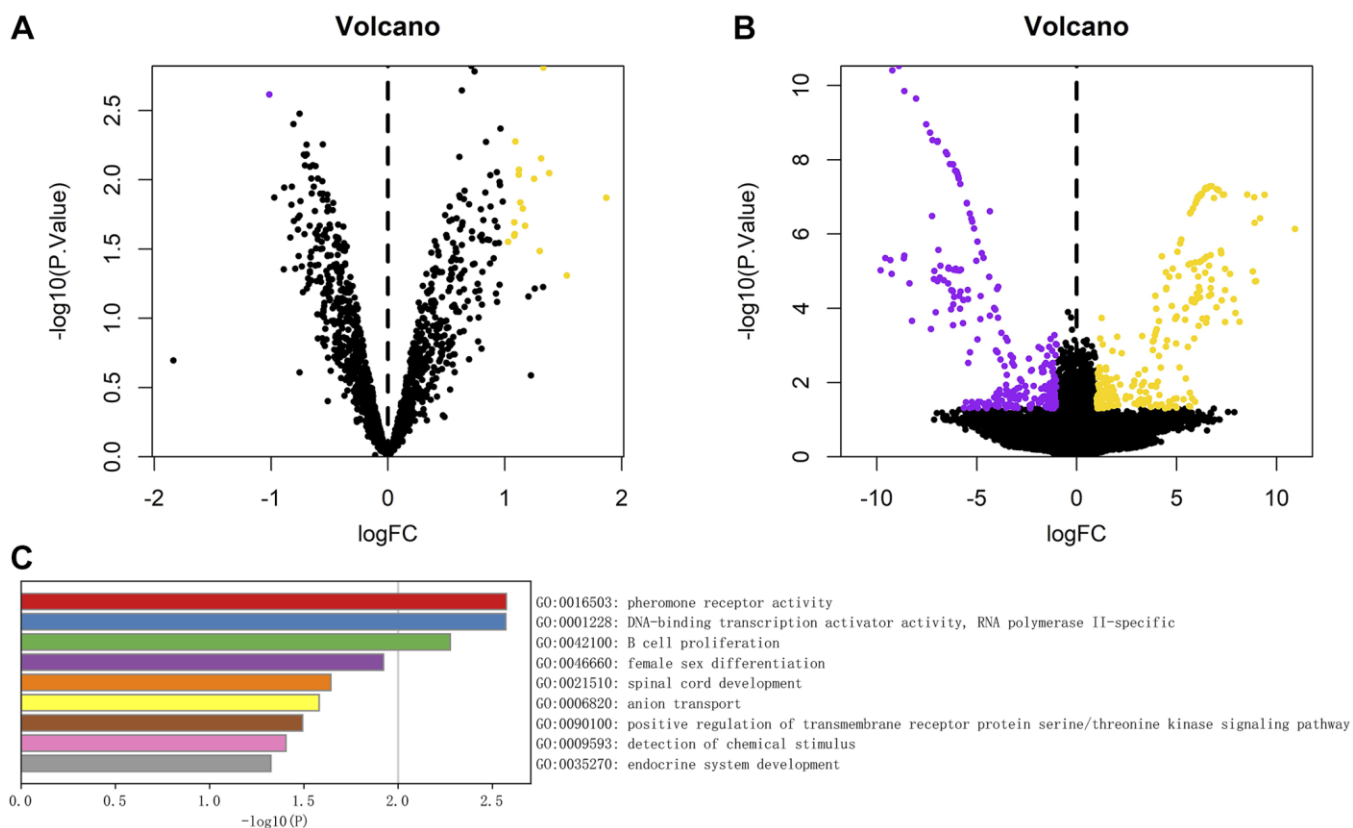 A
Volcano
-log10(P.Value)
0.0 0.5 1.0 1.5 2.0 2.5
-2 -1 0 1 2
logFC
B
Volcano
-log10(P.Value)
0 2 4 6 8 10
-10 -5 0 5 10
logFC
C
GO:0016503: pheromone receptor activity
GO:0001228: DNA-binding transcription activator activity, RNA polymerase II-specific
GO:0042100: B cell proliferation
GO:0046660: female sex differentiation
GO:0021510: spinal cord development
GO:0006820: anion transport
GO:0090100: positive regulation of transmembrane receptor protein serine/threonine kinase signaling pathway
GO:0009593: detection of chemical stimulus
GO:0035270: endocrine system development
0.0 0.5 1.0 1.5 2.0 2.5
-log10(P)